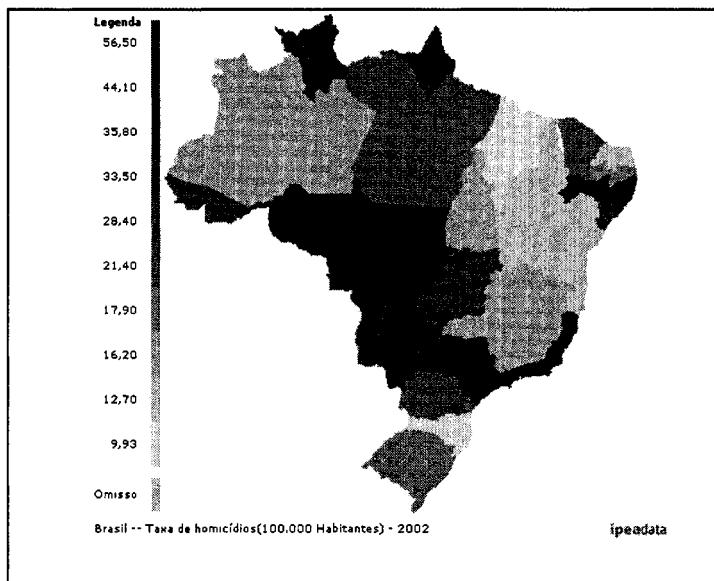 Legenda
56,50
44,10
35,80
33,50
28,40
21,40
17,90
16,20
12,70
9,93
Omisso
Brasil -- Taxa de homicídios(100.000 Habitantes) - 2002
ipeadata